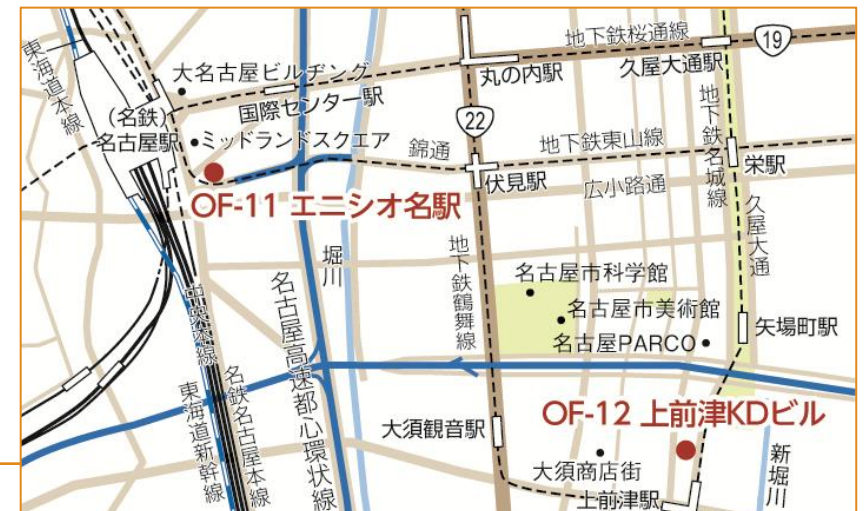 地下鉄桜通線
19
東海道本線
大名古屋ビルヂング
丸の内駅
久屋大通駅
国際センター駅
(名鉄)
名古屋駅
ミッドランドスクエア
22
錦通
地下鉄東山線
地下鉄名城線
栄駅
伏見駅
広小路通
OF-11 エニシオ名駅
久屋大通
堀川
地下鉄鶴舞線
名古屋市科学館
名古屋市美術館
矢場町駅
名古屋PARCO
中央本線
名古屋高速都心環状線
東海道新幹線
名鉄名古屋本線
大須観音駅
OF-12 上前津KDビル
大須商店街
新堀川
上前津駅